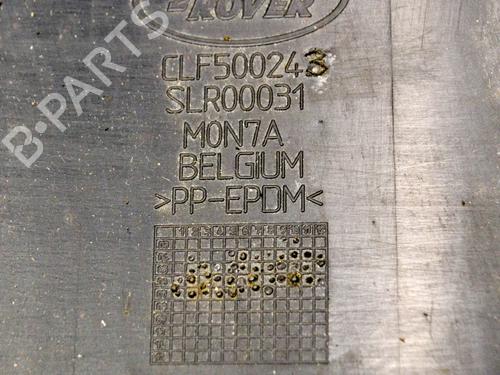 -ROVER
CLF500243
SLR00031
M0N7A
BELGIUM
>PP-EPDM<
B-PARTS